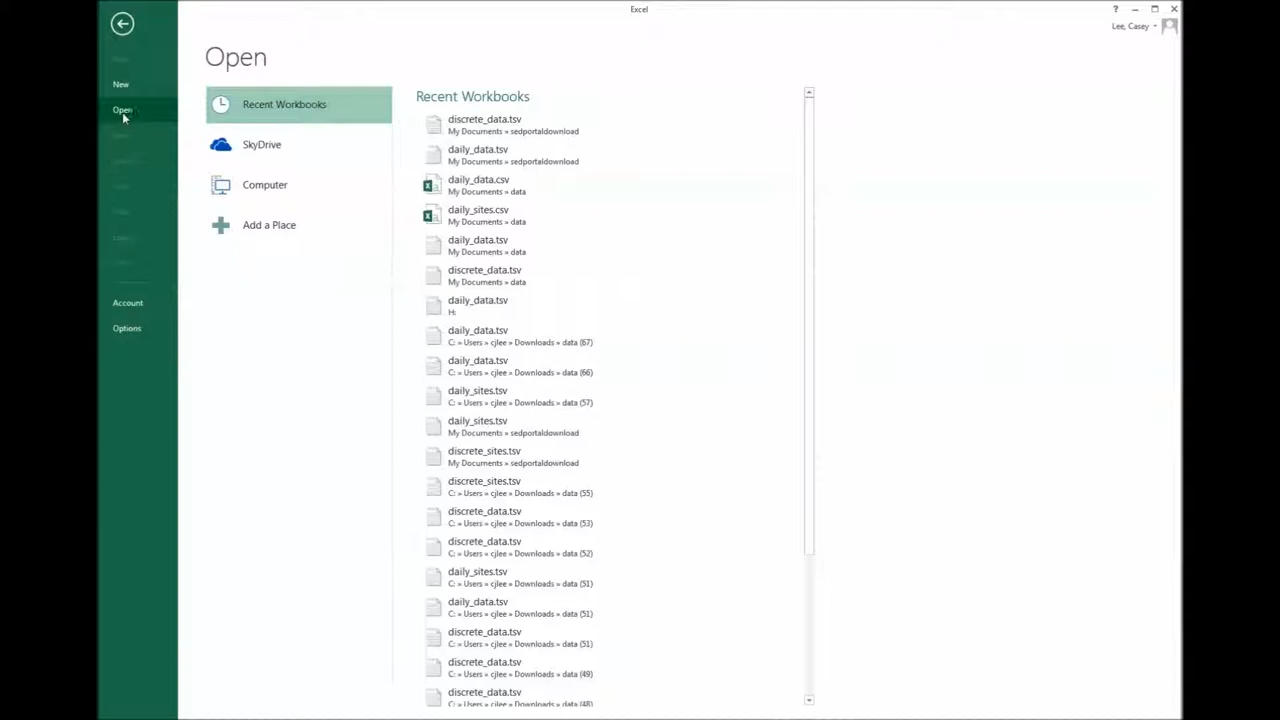 Excel
?
Lee, Casey
Open
New
Open
Account
Options
Recent Workbooks
SkyDrive
Computer
Add a Place
Recent Workbooks
discrete_data.tsv
My Documents » sedportaldownload
daily_data.tsv
My Documents » sedportaldownload
daily_data.csv
My Documents » data
daily_sites.csv
My Documents » data
daily_data.tsv
My Documents » data
discrete_data.tsv
My Documents » data
daily_data.tsv
H:
daily_data.tsv
C: » Users » cjlee » Downloads » data (67)
daily_data.tsv
C: » Users » cjlee » Downloads » data (66)
daily_sites.tsv
C: » Users » cjlee » Downloads » data (57)
daily_sites.tsv
My Documents » sedportaldownload
discrete_sites.tsv
My Documents » sedportaldownload
discrete_sites.tsv
C: » Users » cjlee » Downloads » data (55)
discrete_data.tsv
C: » Users » cjlee » Downloads » data (53)
discrete_data.tsv
C: » Users » cjlee » Downloads » data (52)
daily_sites.tsv
C: » Users » cjlee » Downloads » data (51)
daily_data.tsv
C: » Users » cjlee » Downloads » data (51)
discrete_data.tsv
C: » Users » cjlee » Downloads » data (51)
discrete_data.tsv
C: » Users » cjlee » Downloads » data (49)
discrete_data.tsv
C: » Users » cjlee » Downloads » data (48)